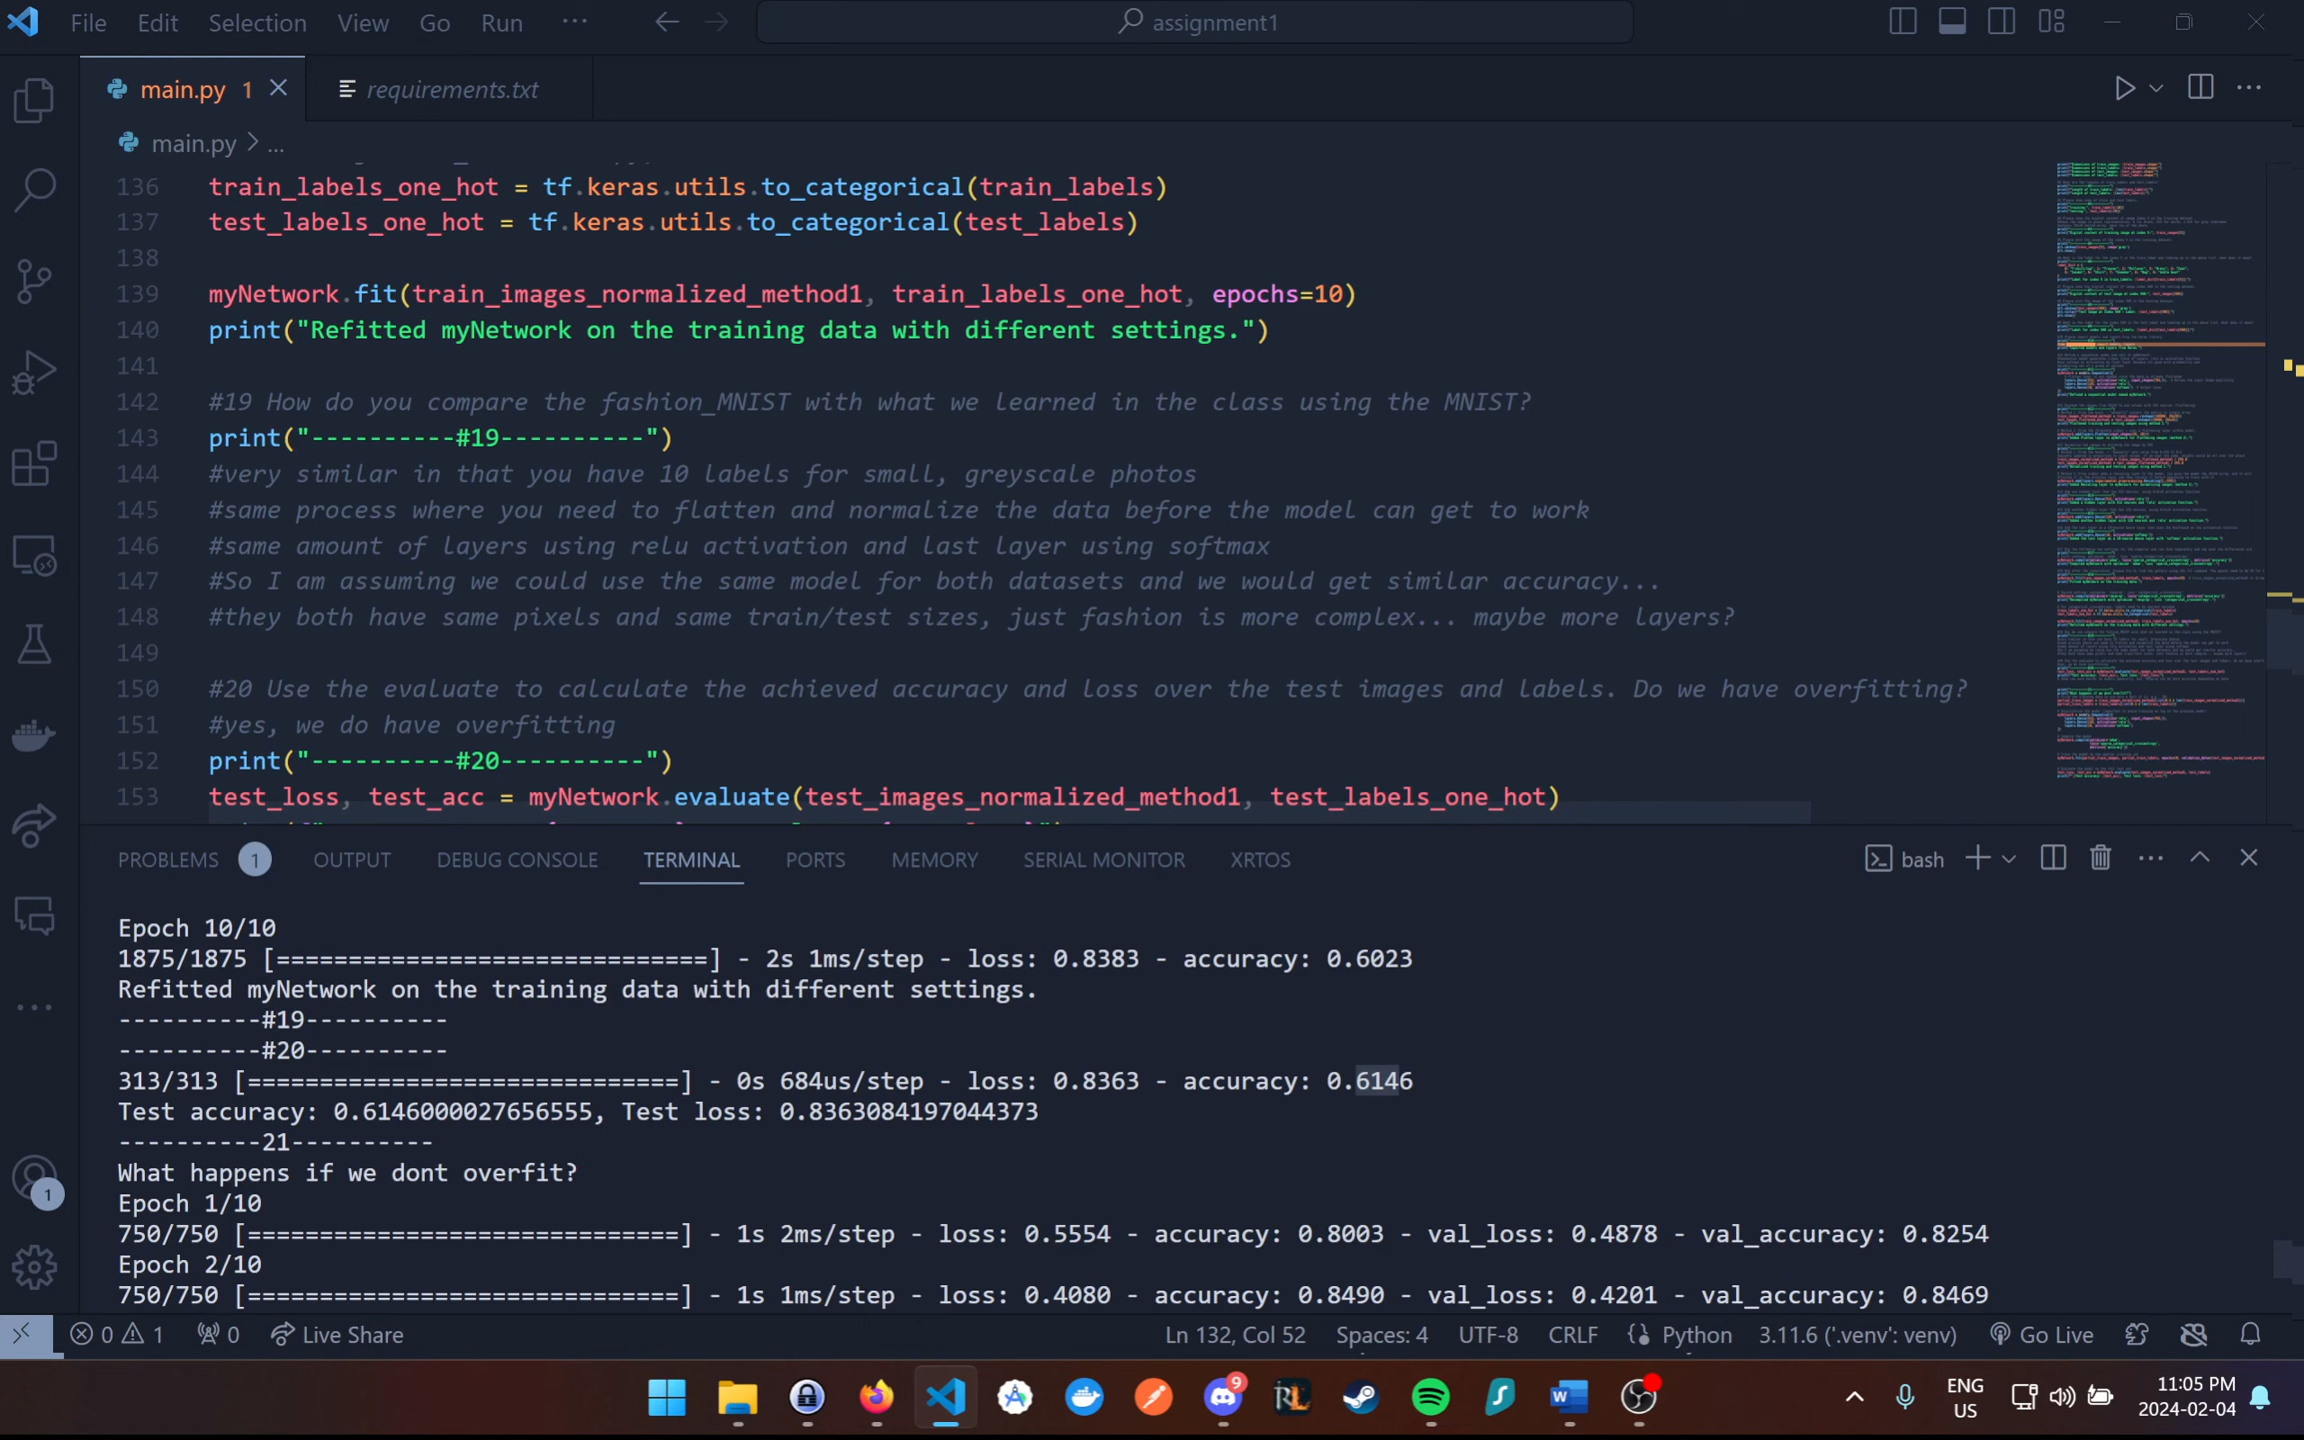 File Edit Selection View Go Run ··· assignment1
main.py 1 requirements.txt
main.py > ...
136 train_labels_one_hot = tf.keras.utils.to_categorical(train_labels)
137 test_labels_one_hot = tf.keras.utils.to_categorical(test_labels)
138
139 myNetwork.fit(train_images_normalized_method1, train_labels_one_hot, epochs=10)
140 print("Refitted myNetwork on the training data with different settings.")
141
142 #19 How do you compare the fashion_MNIST with what we learned in the class using the MNIST?
143 print("----------#19----------")
144 #very similar in that you have 10 labels for small, greyscale photos
145 #same process where you need to flatten and normalize the data before the model can get to work
146 #same amount of layers using relu activation and last layer using softmax
147 #So I am assuming we could use the same model for both datasets and we would get similar accuracy...
148 #they both have same pixels and same train/test sizes, just fashion is more complex... maybe more layers?
149
150 #20 Use the evaluate to calculate the achieved accuracy and loss over the test images and labels. Do we have overfitting?
151 #yes, we do have overfitting
152 print("----------#20----------")
153 test_loss, test_acc = myNetwork.evaluate(test_images_normalized_method1, test_labels_one_hot)
PROBLEMS 1 OUTPUT DEBUG CONSOLE TERMINAL PORTS MEMORY SERIAL MONITOR XRTOS bash
Epoch 10/10
1875/1875 [==============================] - 2s 1ms/step - loss: 0.8383 - accuracy: 0.6023
Refitted myNetwork on the training data with different settings.
----------#19----------
----------#20----------
313/313 [==============================] - 0s 684us/step - loss: 0.8363 - accuracy: 0.6146
Test accuracy: 0.6146000027656555, Test loss: 0.8363084197044373
----------21----------
What happens if we dont overfit?
Epoch 1/10
750/750 [==============================] - 1s 2ms/step - loss: 0.5554 - accuracy: 0.8003 - val_loss: 0.4878 - val_accuracy: 0.8254
Epoch 2/10
750/750 [==============================] - 1s 1ms/step - loss: 0.4080 - accuracy: 0.8490 - val_loss: 0.4201 - val_accuracy: 0.8469
1
0 1 0 Live Share Ln 132, Col 52 Spaces: 4 UTF-8 CRLF Python 3.11.6 ('.venv': venv) Go Live
9 RL ENG US 11:05 PM 2024-02-04